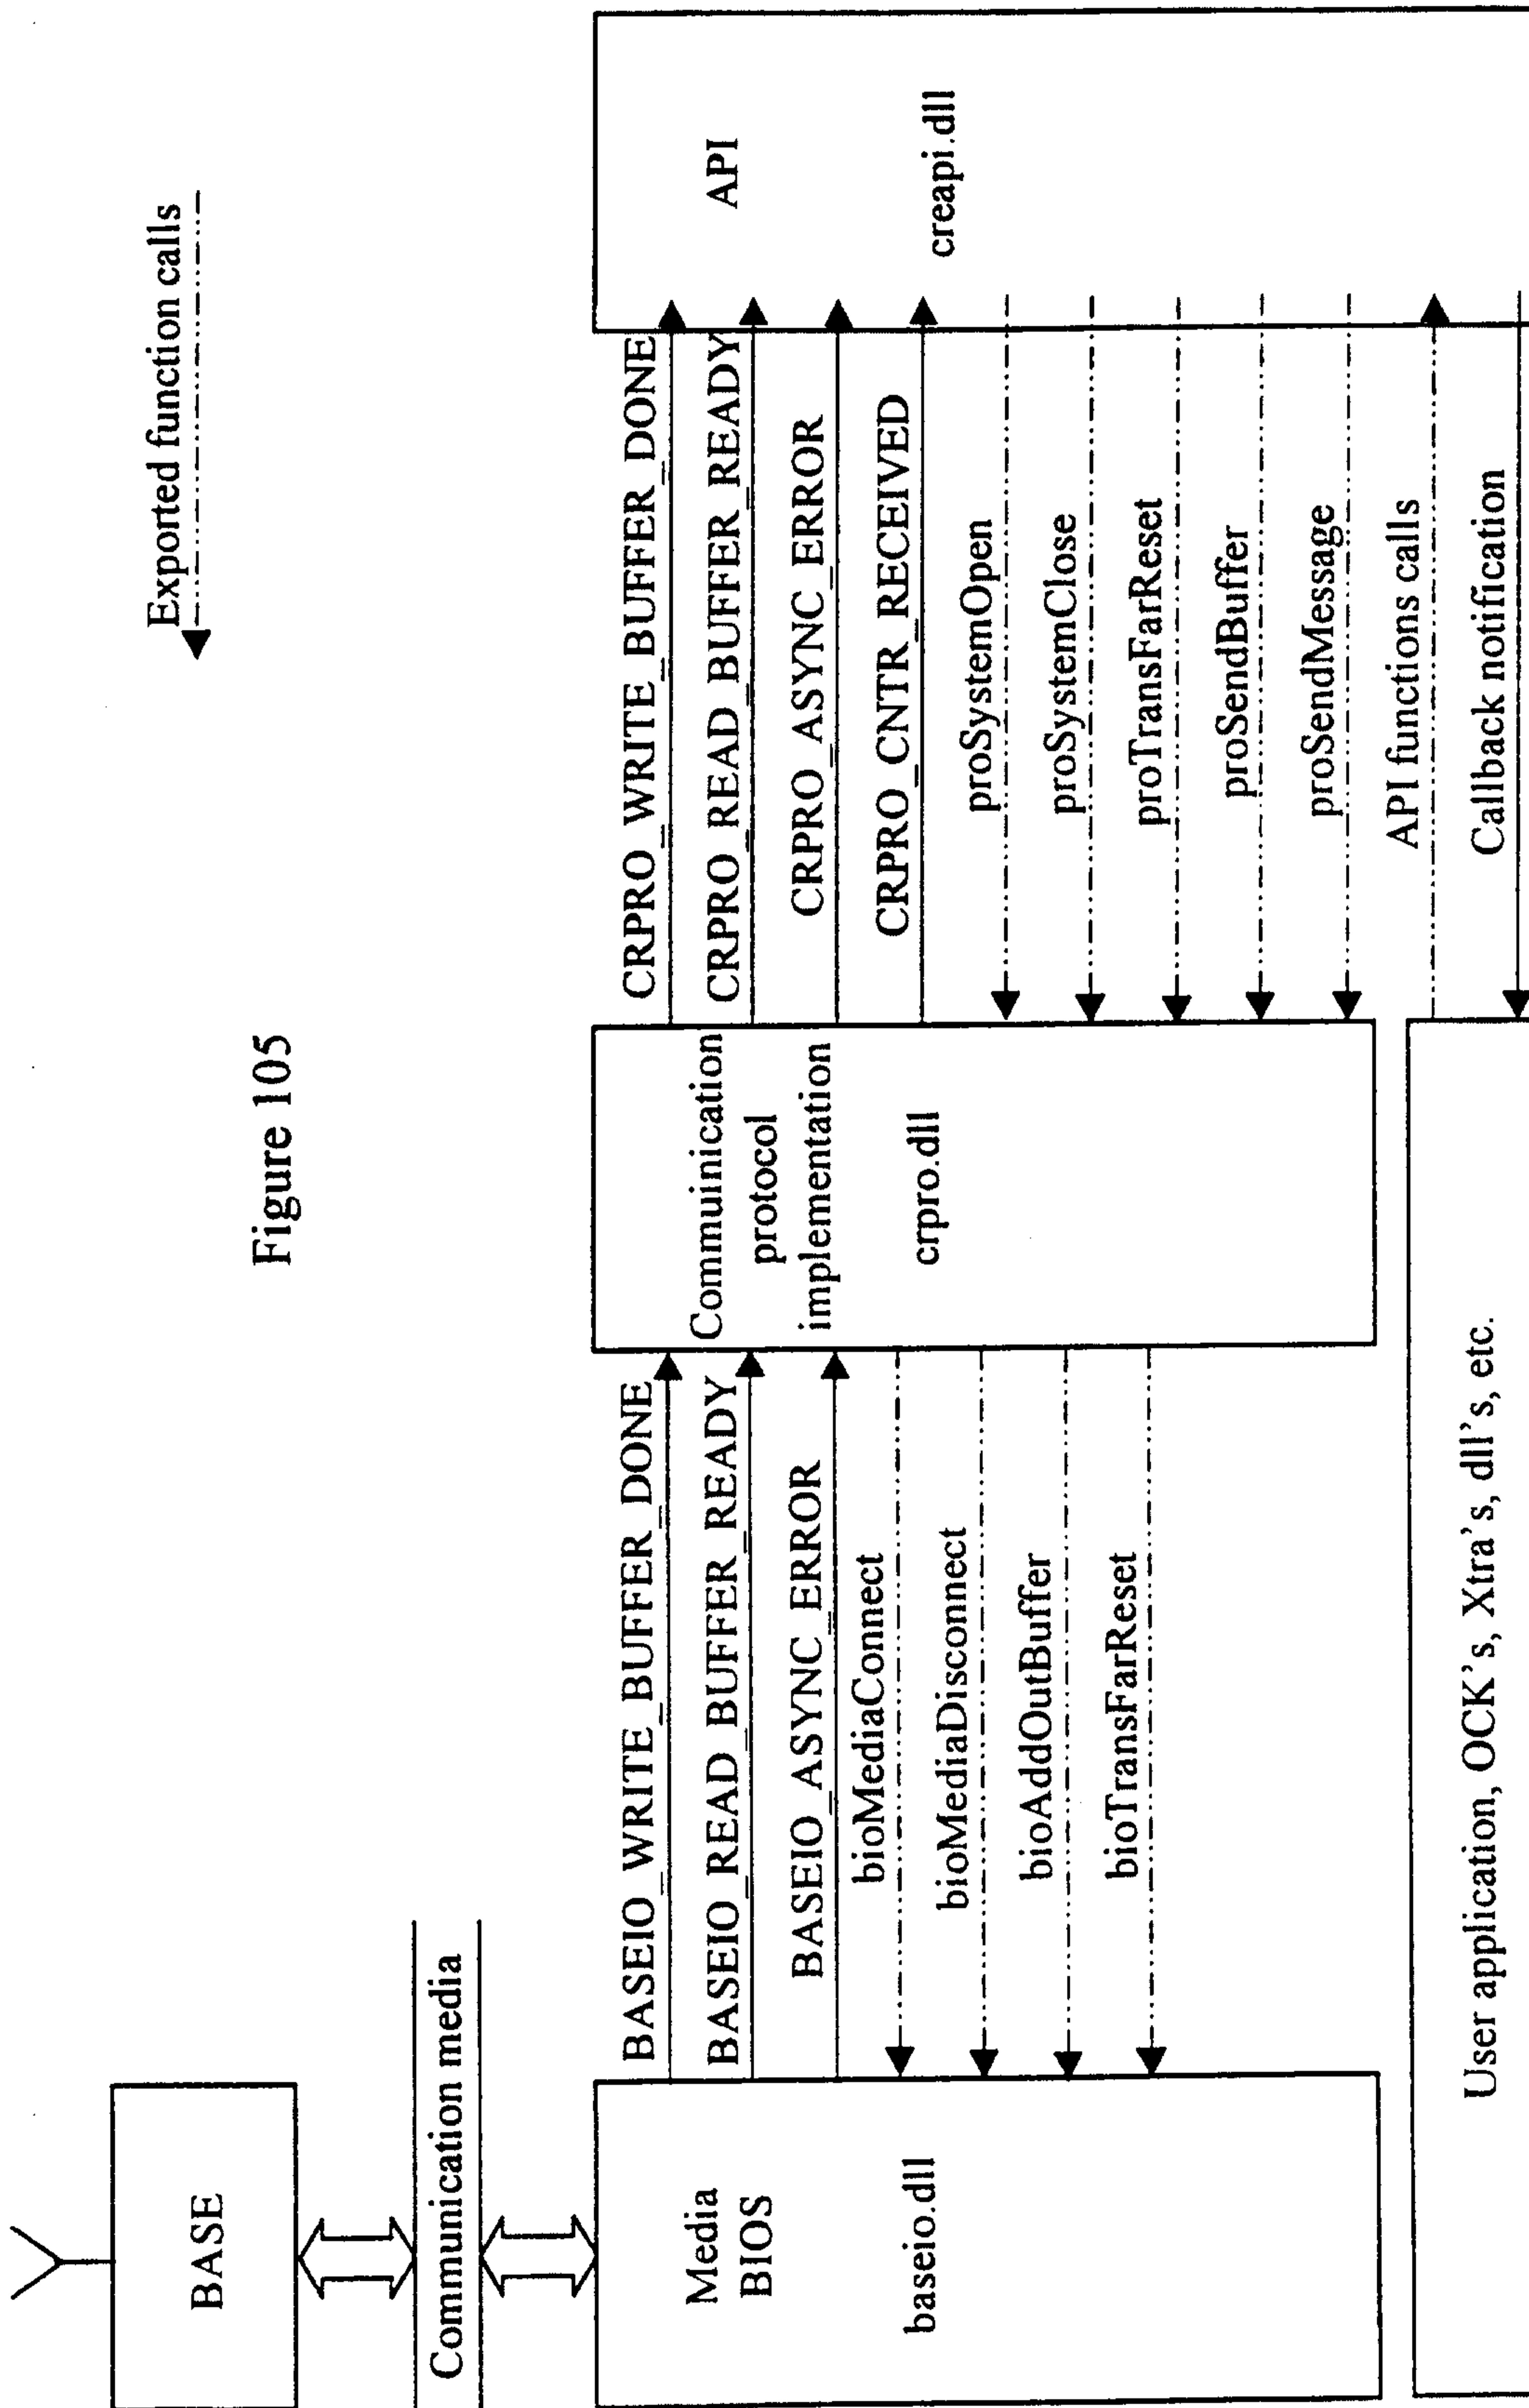 Figure 105
Exported function calls
BASE
Communication media
Media
BIOS
baseio.dll
BASEIO_WRITE_BUFFER_DONE
BASEIO_READ_BUFFER_READY
BASEIO_ASYNC_ERROR
bioMediaConnect
bioMediaDisconnect
bioAddOutBuffer
bioTransFarReset
Commuinication
protocol
implementation
crpro.dll
CRPRO_WRITE_BUFFER_DONE
CRPRO_READ_BUFFER_READY
CRPRO_ASYNC_ERROR
CRPRO_CNTR_RECEIVED
proSystemOpen
proSystemClose
proTransFarReset
proSendBuffer
proSendMessage
API functions calls
Callback notification
API
creapi.dll
User application, OCK's, Xtra's, dll's, etc.